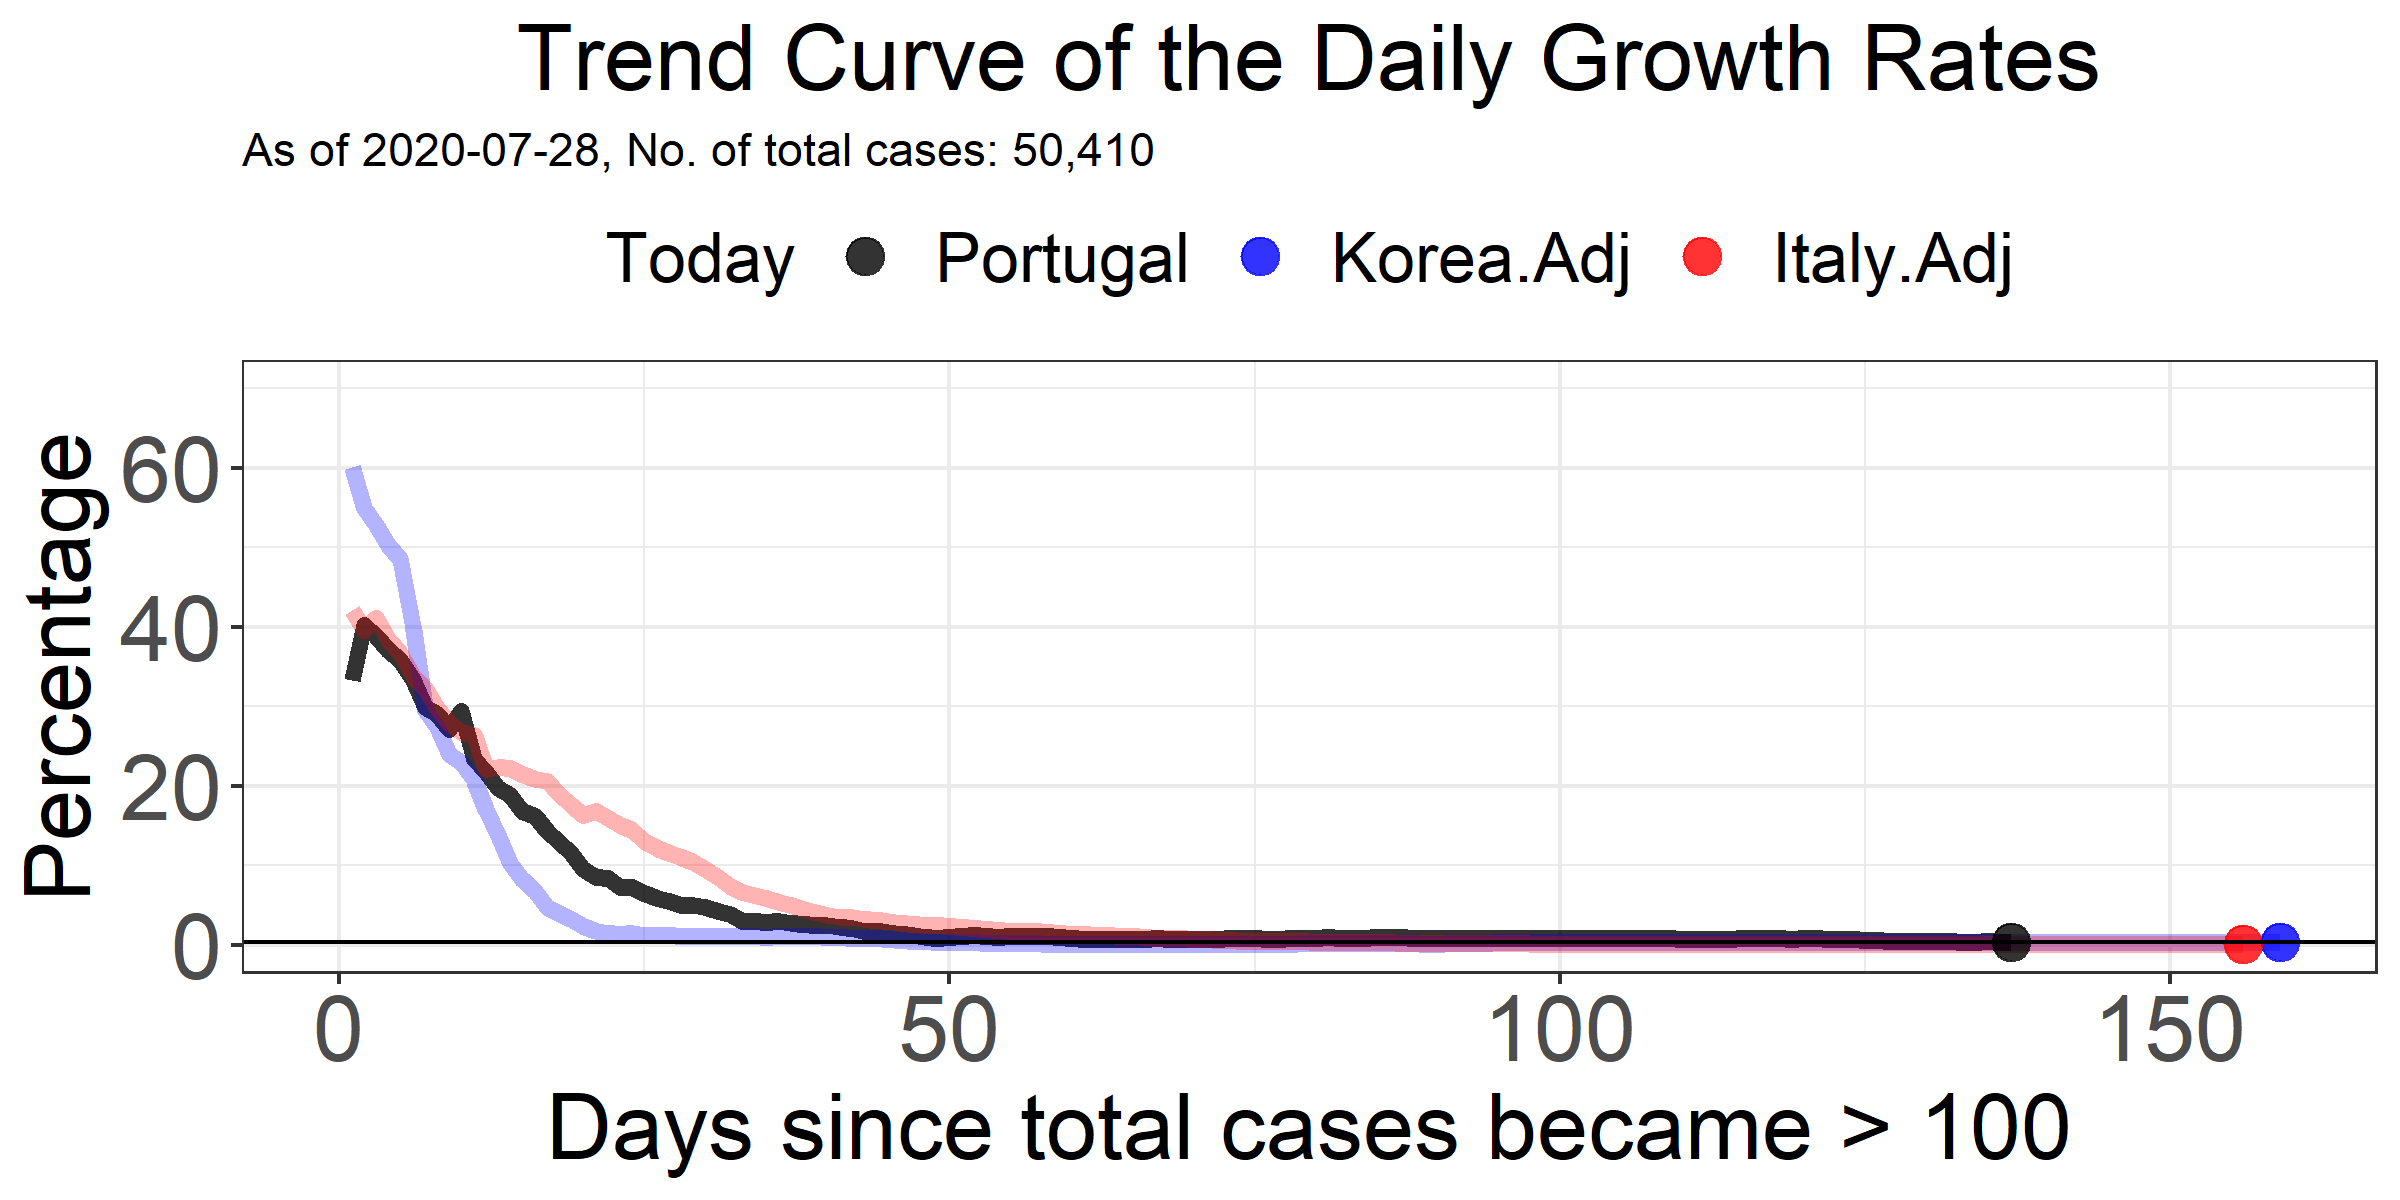 Trend Curve of the Daily Growth Rates
As of 2020-07-28, No. of total cases: 50,410
Today Portugal Korea.Adj Italy.Adj
Percentage
60
40
20
0
0 50 100 150
Days since total cases became > 100